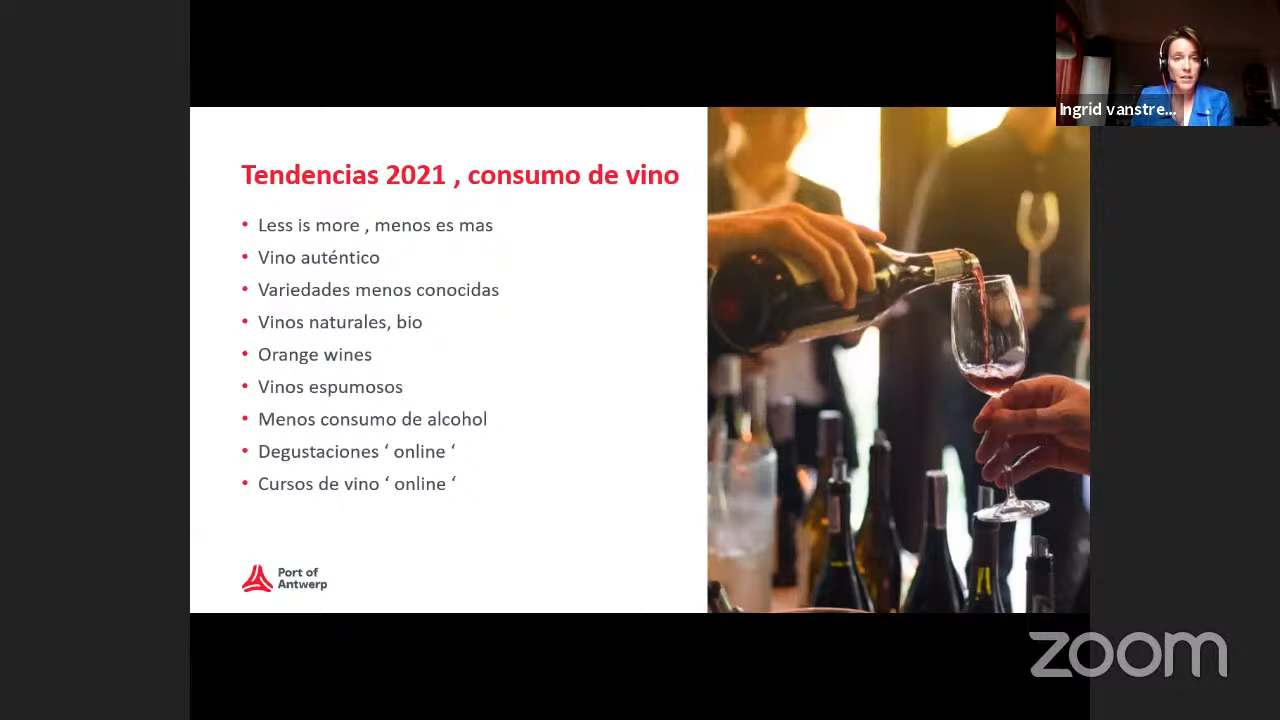 Tendencias 2021 , consumo de vino
• Less is more , menos es mas
• Vino auténtico
• Variedades menos conocidas
• Vinos naturales, bio
• Orange wines
• Vinos espumosos
• Menos consumo de alcohol
• Degustaciones ‘ online ‘
• Cursos de vino ‘ online ‘
Port of
Antwerp
Ingrid vanstre...
zoom